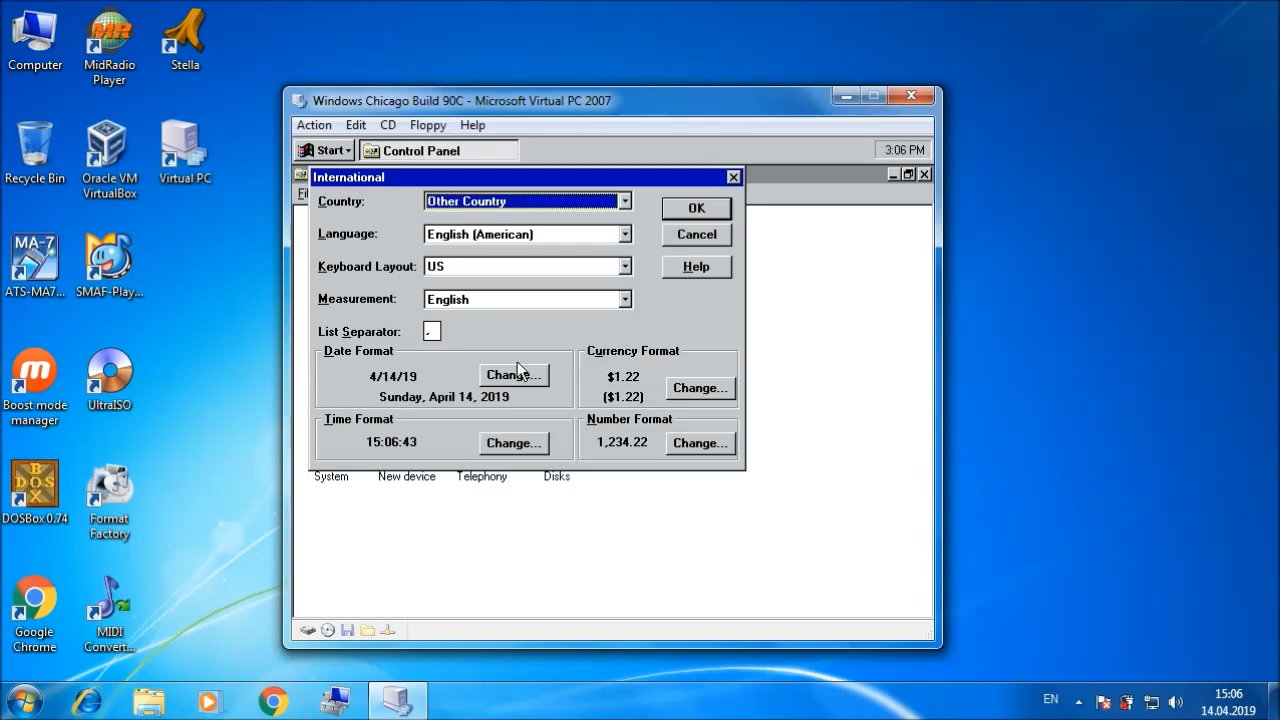 Computer
MidRadio
Player
Stella
Recycle Bin
Oracle VM
VirtualBox
Virtual PC
ATS-MA7...
SMAF-Play...
Boost mode
manager
UltraISO
DOSBox 0.74
Format
Factory
Google
Chrome
MIDI
Convert...
Windows Chicago Build 90C - Microsoft Virtual PC 2007
Action Edit CD Floppy Help
Start Control Panel 3:06 PM
International
Country: Other Country OK
Language: English (American) Cancel
Keyboard Layout: US Help
Measurement: English
List Separator: ,
Date Format
4/14/19 Change...
Sunday, April 14, 2019
Currency Format
$1.22
($1.22) Change...
Time Format
15:06:43 Change...
Number Format
1,234.22 Change...
System New device Telephony Disks
EN
15:06
14.04.2019